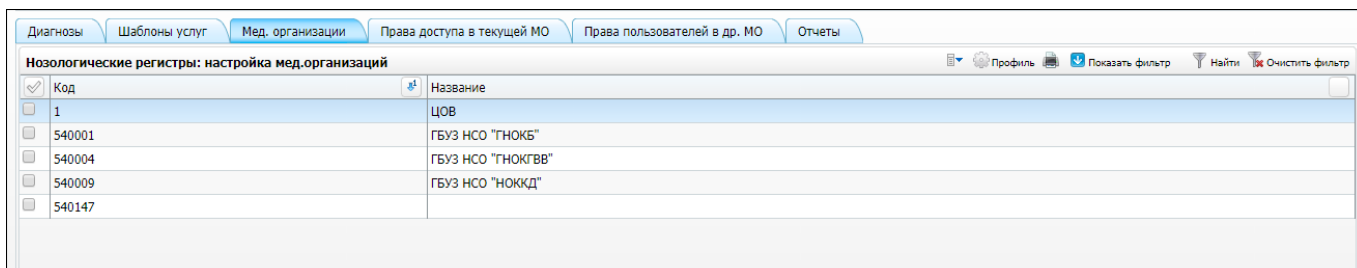 Диагнозы Шаблоны услуг Мед. организации Права доступа в текущей МО Права пользователей в др. МО Отчеты
Нозологические регистры: настройка мед.организаций Профиль Показать фильтр Найти Очистить фильтр
Код 1 Название
1 ЦОВ
540001 ГБУЗ НСО "ГНОКБ"
540004 ГБУЗ НСО "ГНОКГВВ"
540009 ГБУЗ НСО "НОККД"
540147